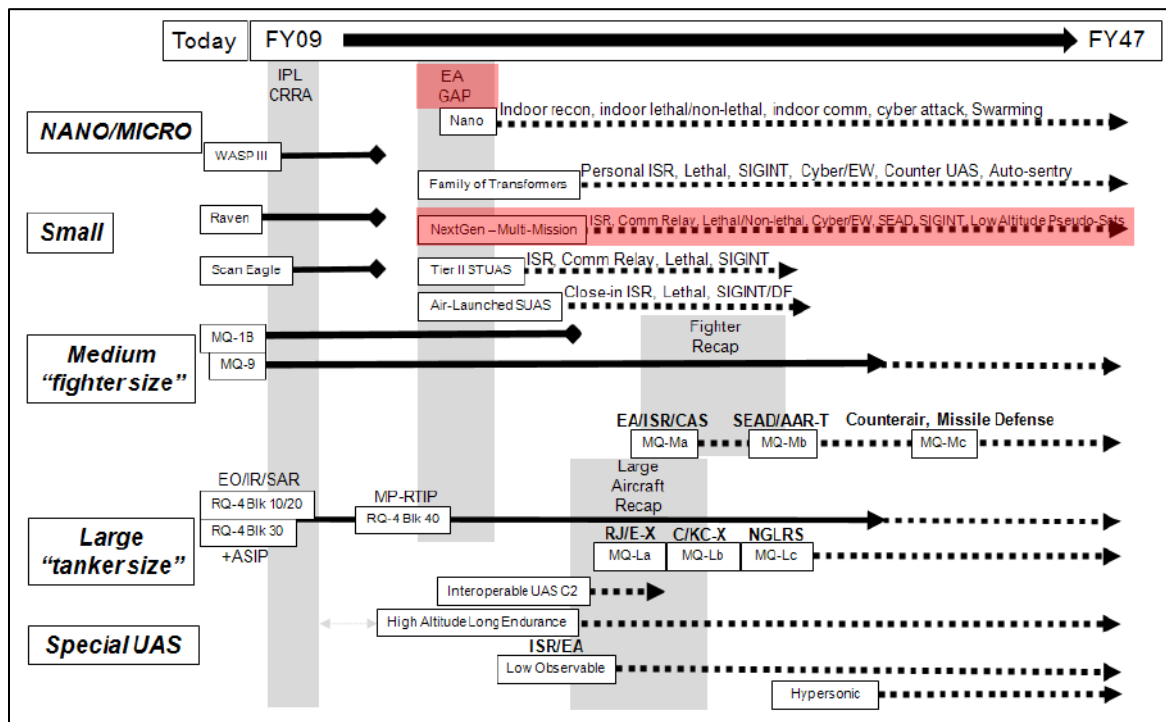 Today
FY09
FY47
IPL
CRRA
EA
GAP
NANO/MICRO
Nano
Indoor recon, indoor lethal/non-lethal, indoor comm, cyber attack, Swarming
WASP III
Family of Transformers
Personal ISR, Lethal, SIGINT, Cyber/EW, Counter UAS, Auto-sentry
Small
Raven
NextGen – Multi-Mission
ISR, Comm Relay, Lethal/Non-lethal, Cyber/EW, SEAD, SIGINT, Low Altitude Pseudo-Sats
Scan Eagle
Tier II STUAS
ISR, Comm Relay, Lethal, SIGINT
Air-Launched SUAS
Close-in ISR, Lethal, SIGINT/DF
Medium
"fighter size"
MQ-1B
Fighter
Recap
MQ-9
EA/ISR/CAS
SEAD/AAR-T
Counterair, Missile Defense
MQ-Ma
MQ-Mb
MQ-Mc
Large
Aircraft
Recap
Large
"tanker size"
EO/IR/SAR
RQ-4 Blk 10/20
RQ-4 Blk 30
+ASIP
MP-RTIP
RQ-4 Blk 40
RJ/E-X
C/KC-X
NGLRS
MQ-La
MQ-Lb
MQ-Lc
Interoperable UAS C2
Special UAS
High Altitude Long Endurance
ISR/EA
Low Observable
Hypersonic